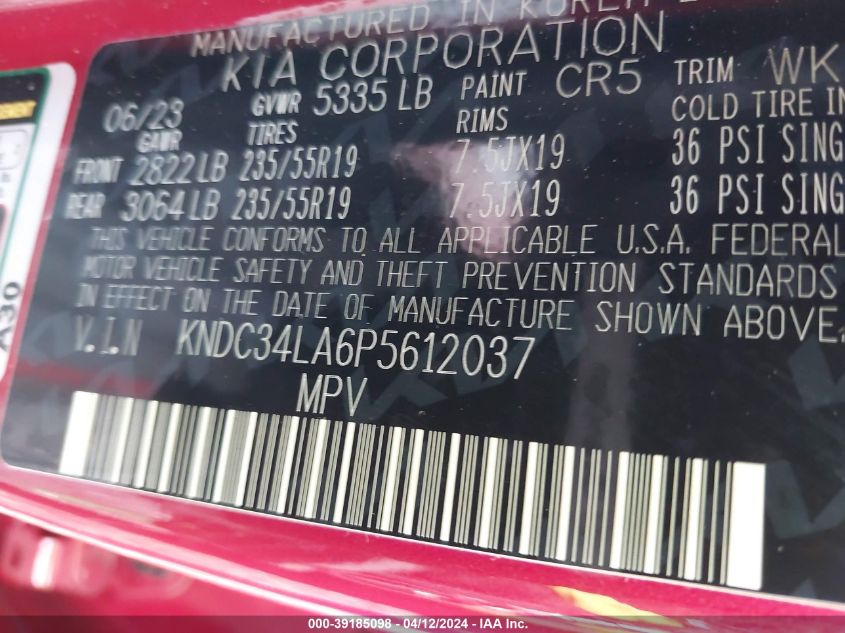 MANUFACTURED IN KOREA
KIA CORPORATION
06/23 GVWR 5335 LB PAINT CR5 TRIM WK
GAWR TIRES RIMS COLD TIRE IN
FRONT 2822 LB 235/55R19 7.5JX19 36 PSI SING
REAR 3064 LB 235/55R19 7.5JX19 36 PSI SING
THIS VEHICLE CONFORMS TO ALL APPLICABLE U.S.A. FEDERAL
MOTOR VEHICLE SAFETY AND THEFT PREVENTION STANDARDS
IN EFFECT ON THE DATE OF MANUFACTURE SHOWN ABOVE.
V.I.N KNDC34LA6P5612037
MPV
A30
000-39185098 - 04/12/2024 - IAAI.COM